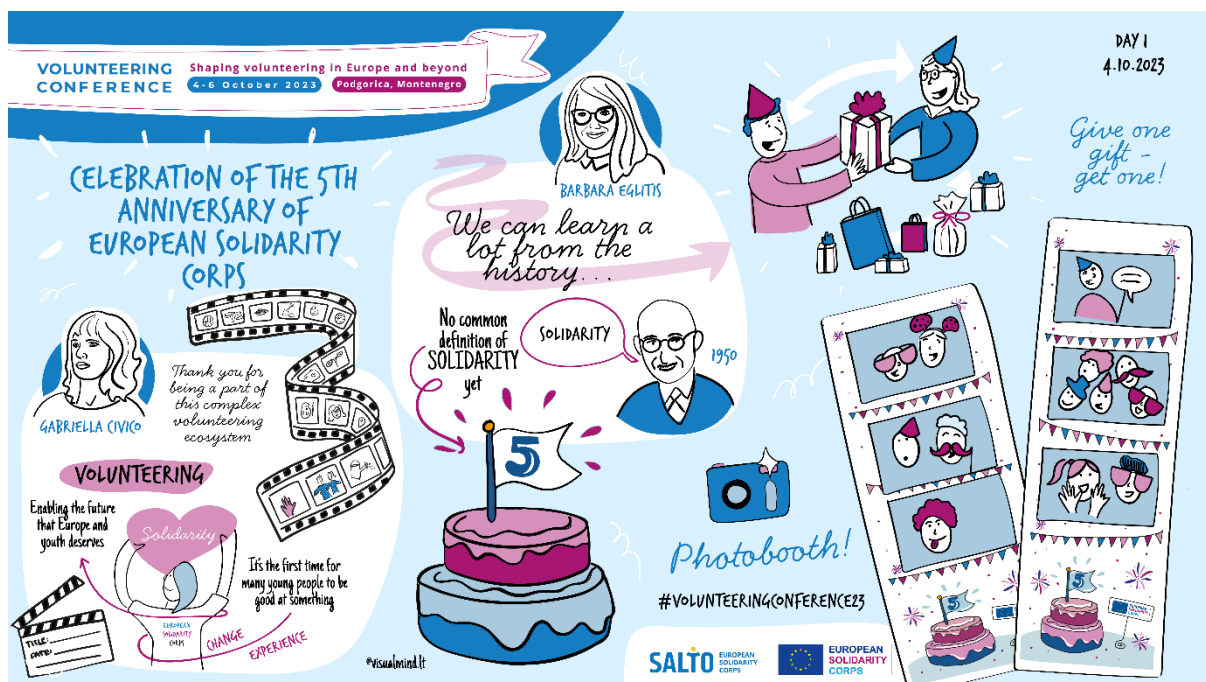 VOLUNTEERING
CONFERENCE
Shaping volunteering in Europe and beyond
4-6 October 2023
Podgorica, Montenegro
CELEBRATION OF THE 5TH
ANNIVERSARY OF
EUROPEAN SOLIDARITY
CORPS
GABRIELLA CIVICO
Thank you for
being a part of
this complex
volunteering
ecosystem
VOLUNTEERING
Enabling the future
that Europe and
youth deserves
Solidarity
It's the first time for
many young people to be
good at something
EUROPEAN
SOLIDARITY
CORPS
CHANGE
EXPERIENCE
TITLE:
DATE:
©visualmind.lt
BARBARA EGLITIS
We can learn a
lot from the
history...
No common
definition of
SOLIDARITY
yet
SOLIDARITY
1950
5
DAY 1
4.10.2023
Give one
gift -
get one!
Photobooth!
#VOLUNTEERINGCONFERENCE23
5
5
EUROPEAN
SOLIDARITY
CORPS
SALTO
EUROPEAN
SOLIDARITY
CORPS
EUROPEAN
SOLIDARITY
CORPS